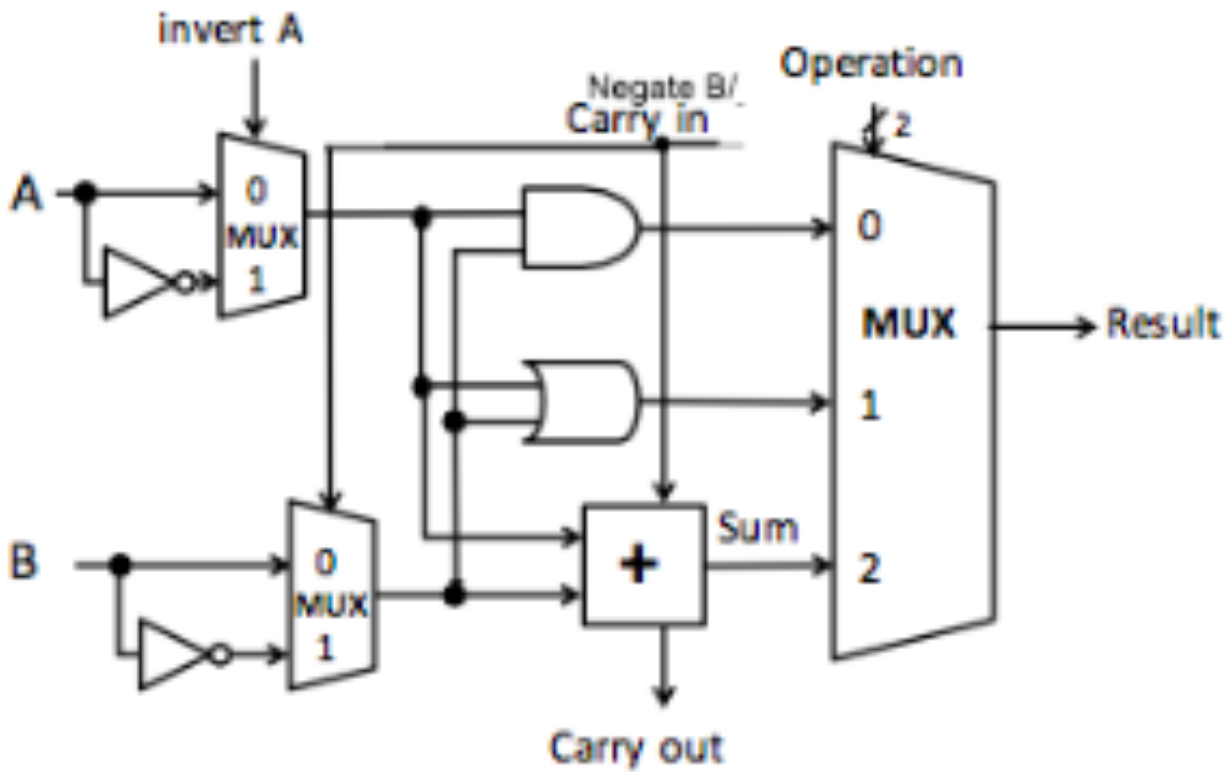 invert A
Negate B/
Carry in
Operation
2
A
0
MUX
1
0
MUX
Result
1
B
0
MUX
1
+
Sum
2
Carry out